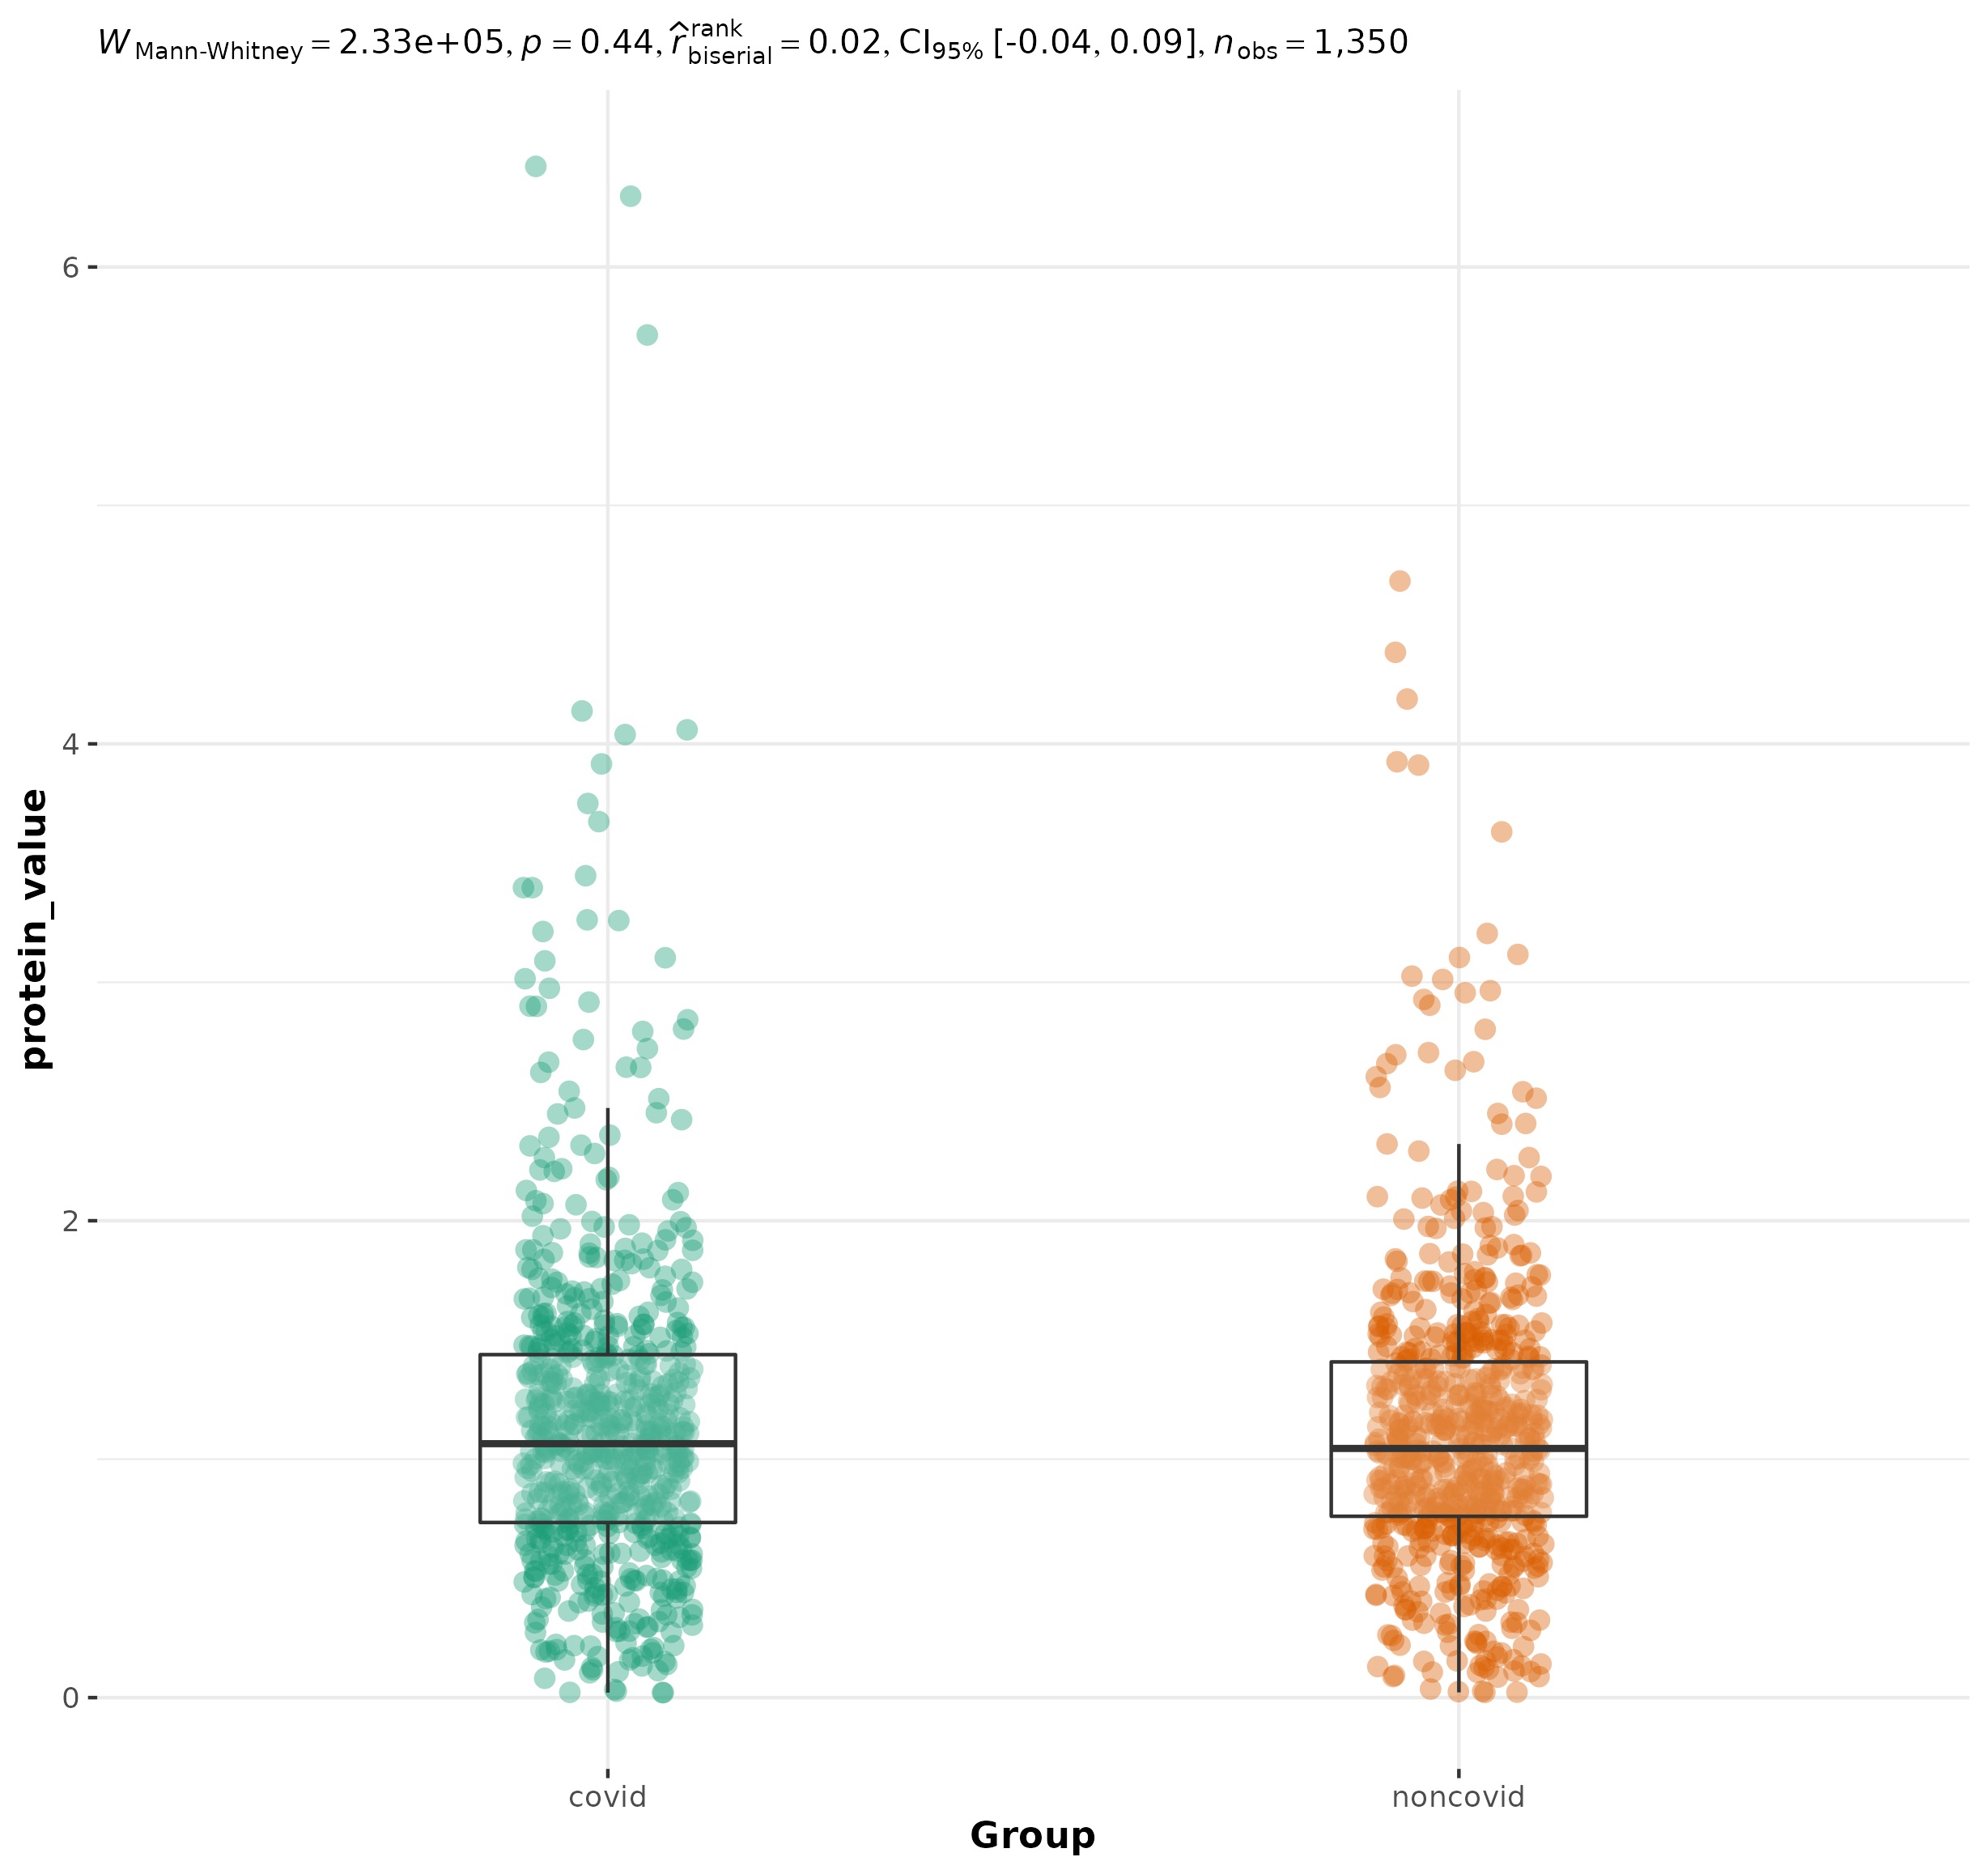 W Mann-Whitney = 2.33e+05, p = 0.44, r̂ rank biserial = 0.02, CI95% [-0.04, 0.09], n obs = 1,350
6
4
2
0
protein_value
covid noncovid
Group